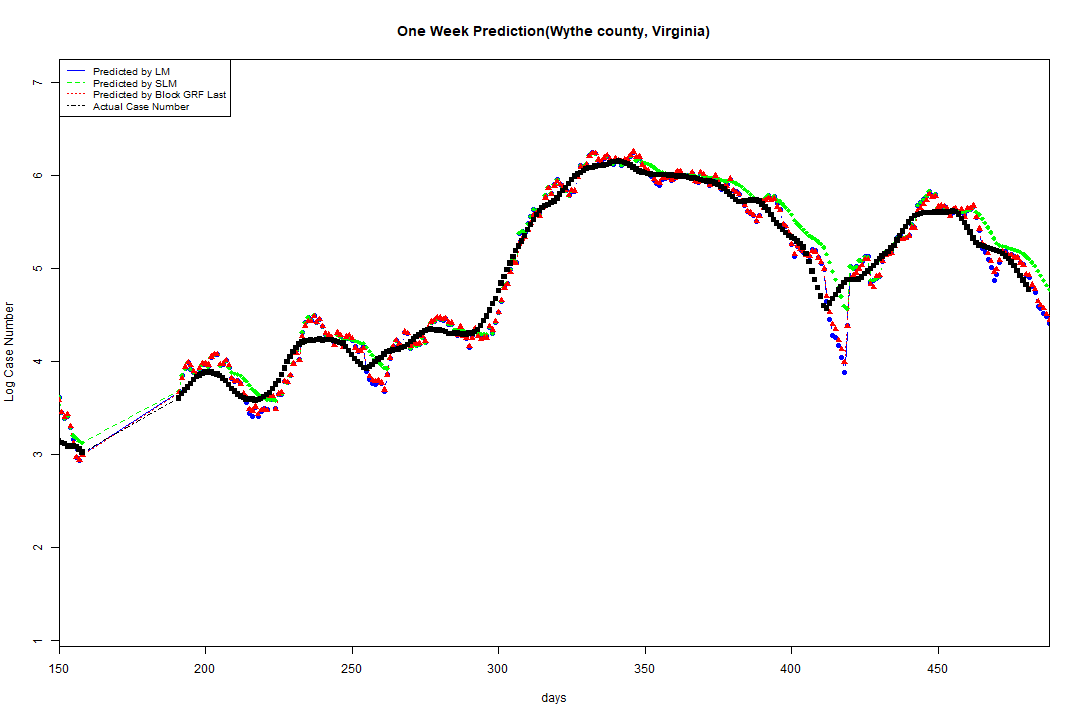 One Week Prediction(Wythe county, Virginia)
Predicted by LM
Predicted by SLM
Predicted by Block GRF Last
Actual Case Number
7
6
5
4
3
2
1
Log Case Number
150 200 250 300 350 400 450
days